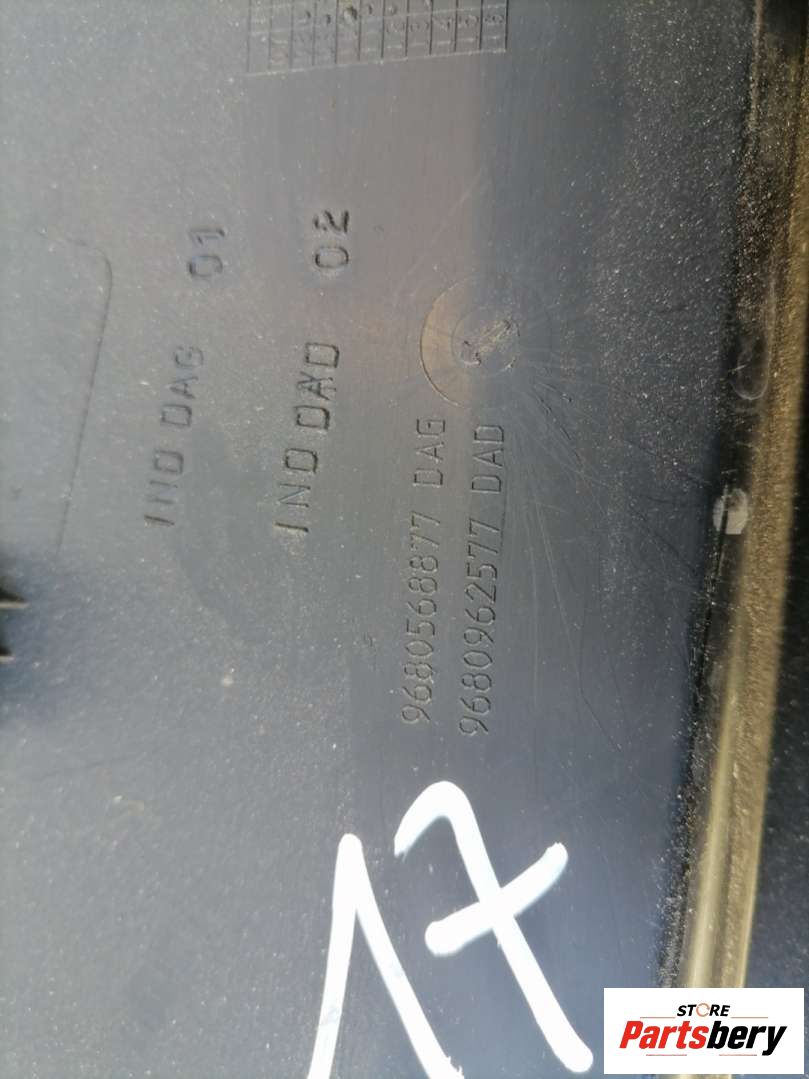 IND DAG 01
IND DAD 02
9680568877 DAG
9680962577 DAD
17
STORE
Partsbery